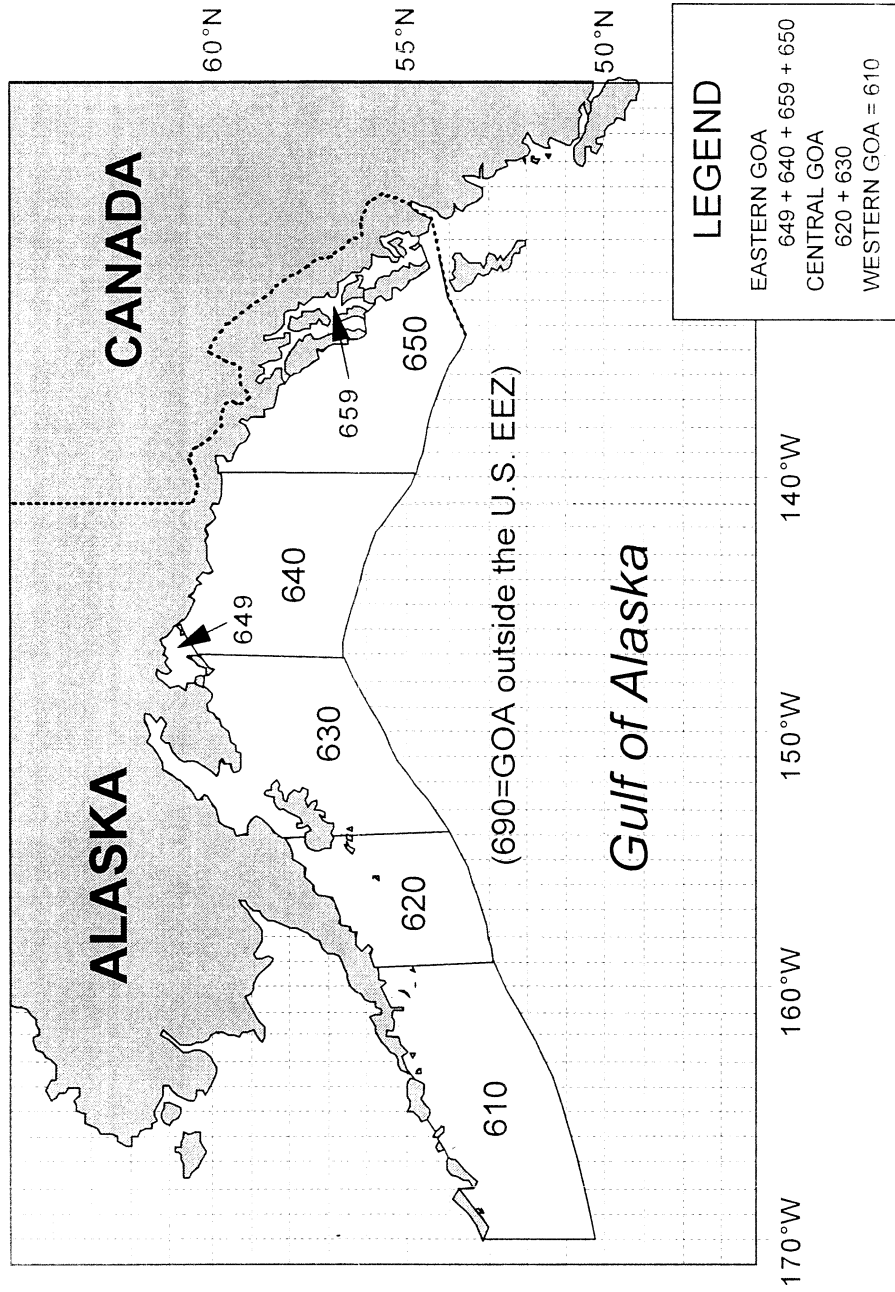 ALASKA
CANADA
649
640
630
620
610
659
650
(690=GOA outside the U.S. EEZ)
Gulf of Alaska
60°N
55°N
50°N
170°W
160°W
150°W
140°W
LEGEND
EASTERN GOA
649 + 640 + 659 + 650
CENTRAL GOA
620 + 630
WESTERN GOA = 610